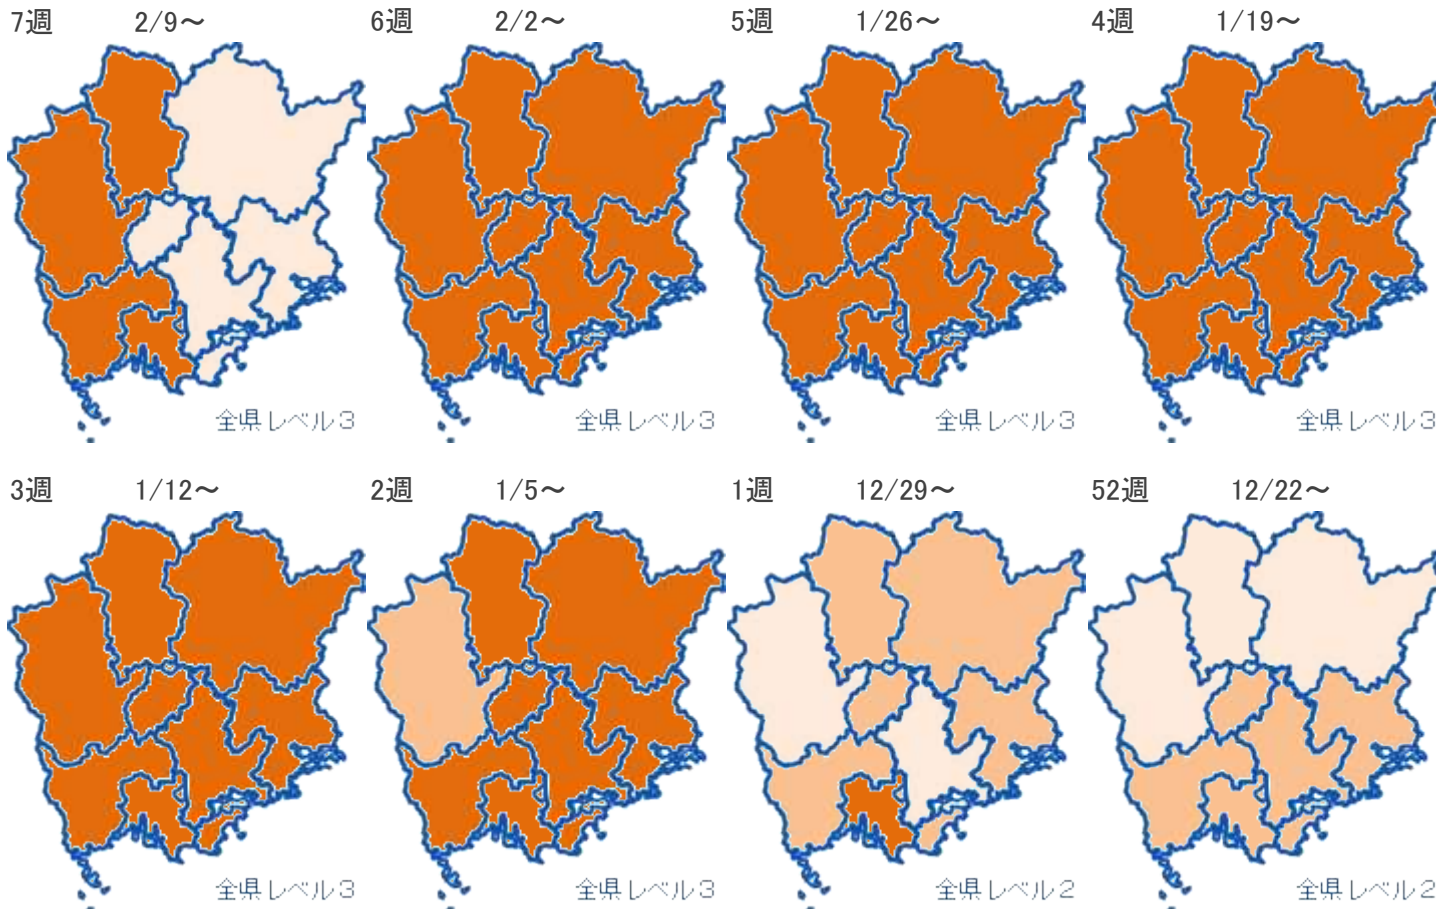 7週 2/9～
6週 2/2～
5週 1/26～
4週 1/19～
全県レベル３
全県レベル３
全県レベル３
全県レベル３
3週 1/12～
2週 1/5～
1週 12/29～
52週 12/22～
全県レベル３
全県レベル３
全県レベル２
全県レベル２